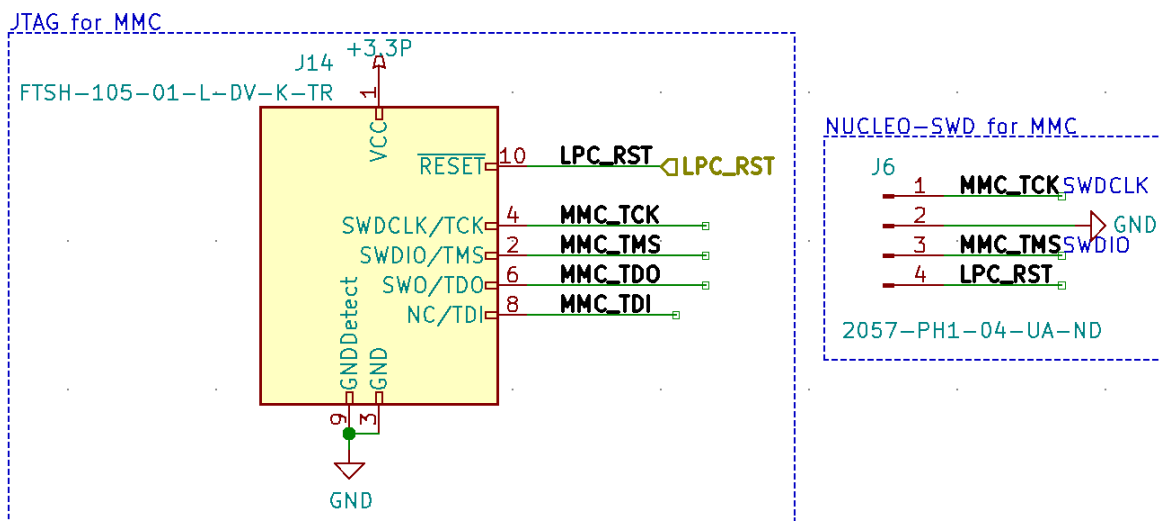 JTAG for MMC
+3.3P
J14
FTSH-105-01-L-DV-K-TR
1
VCC
RESET 10 LPC_RST LPC_RST
SWDCLK/TCK 4 MMC_TCK
SWDIO/TMS 2 MMC_TMS
SWO/TDO 6 MMC_TDO
NC/TDI 8 MMC_TDI
GNDDetect
GND
9
3
GND
NUCLEO-SWD for MMC
J6
1 MMC_TCK SWDCLK
2 GND
3 MMC_TMS SWDIO
4 LPC_RST
2057-PH1-04-UA-ND